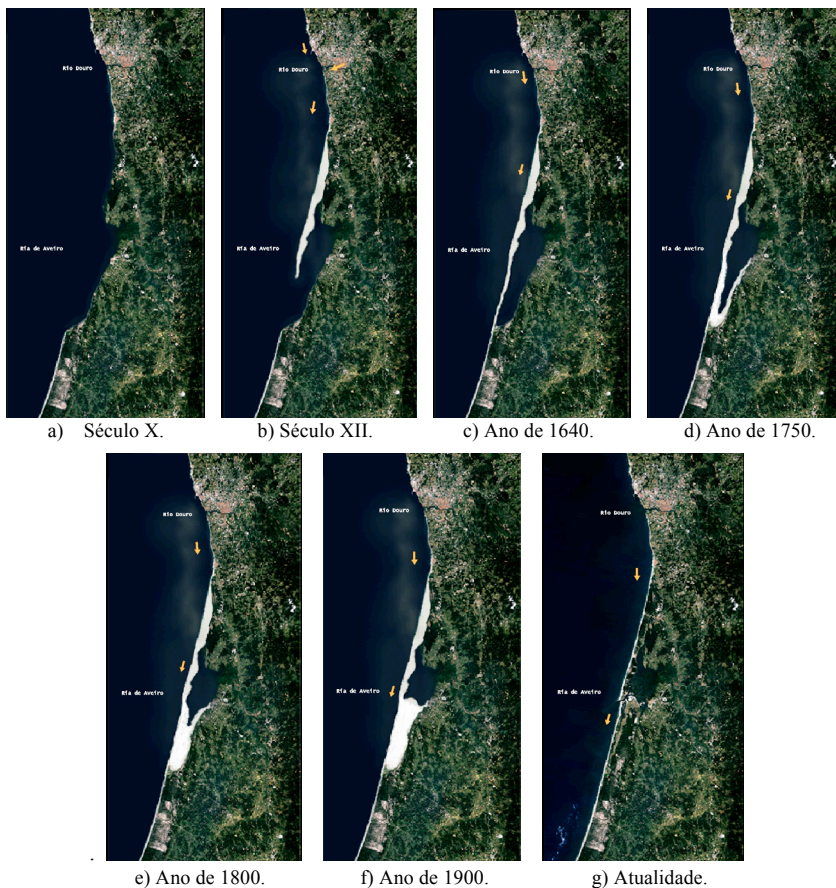 Rio Douro
Ria de Aveiro
a) Século X.
Rio Douro
Ria de Aveiro
b) Século XII.
Rio Douro
Ria de Aveiro
c) Ano de 1640.
Rio Douro
Ria de Aveiro
d) Ano de 1750.
Rio Douro
Ria de Aveiro
e) Ano de 1800.
Rio Douro
Ria de Aveiro
f) Ano de 1900.
Rio Douro
Ria de Aveiro
g) Atualidade.